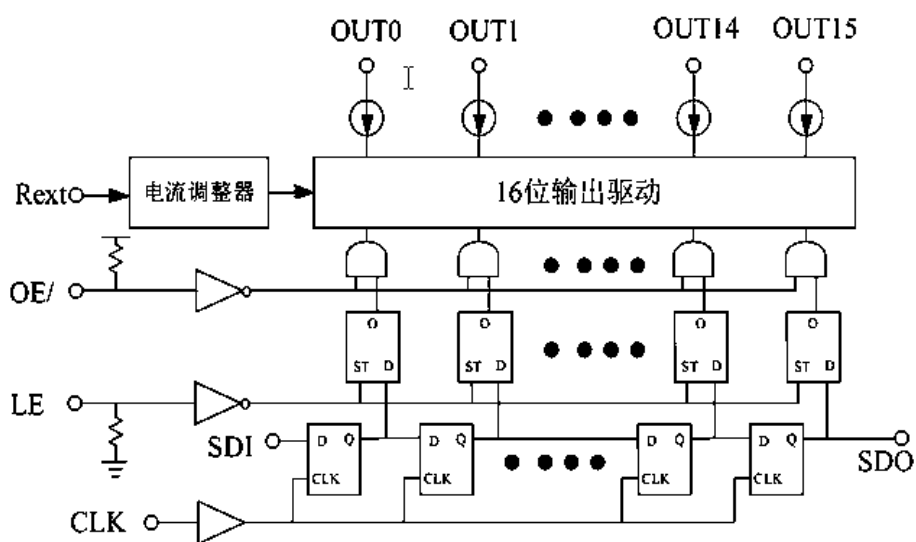 OUT0 OUT1 OUT14 OUT15
Rext 电流调整器 16位输出驱动
OE/
O O O O
ST D ST D ST D ST D
LE
SDI D Q D Q D Q D Q SDO
CLK CLK CLK CLK
CLK